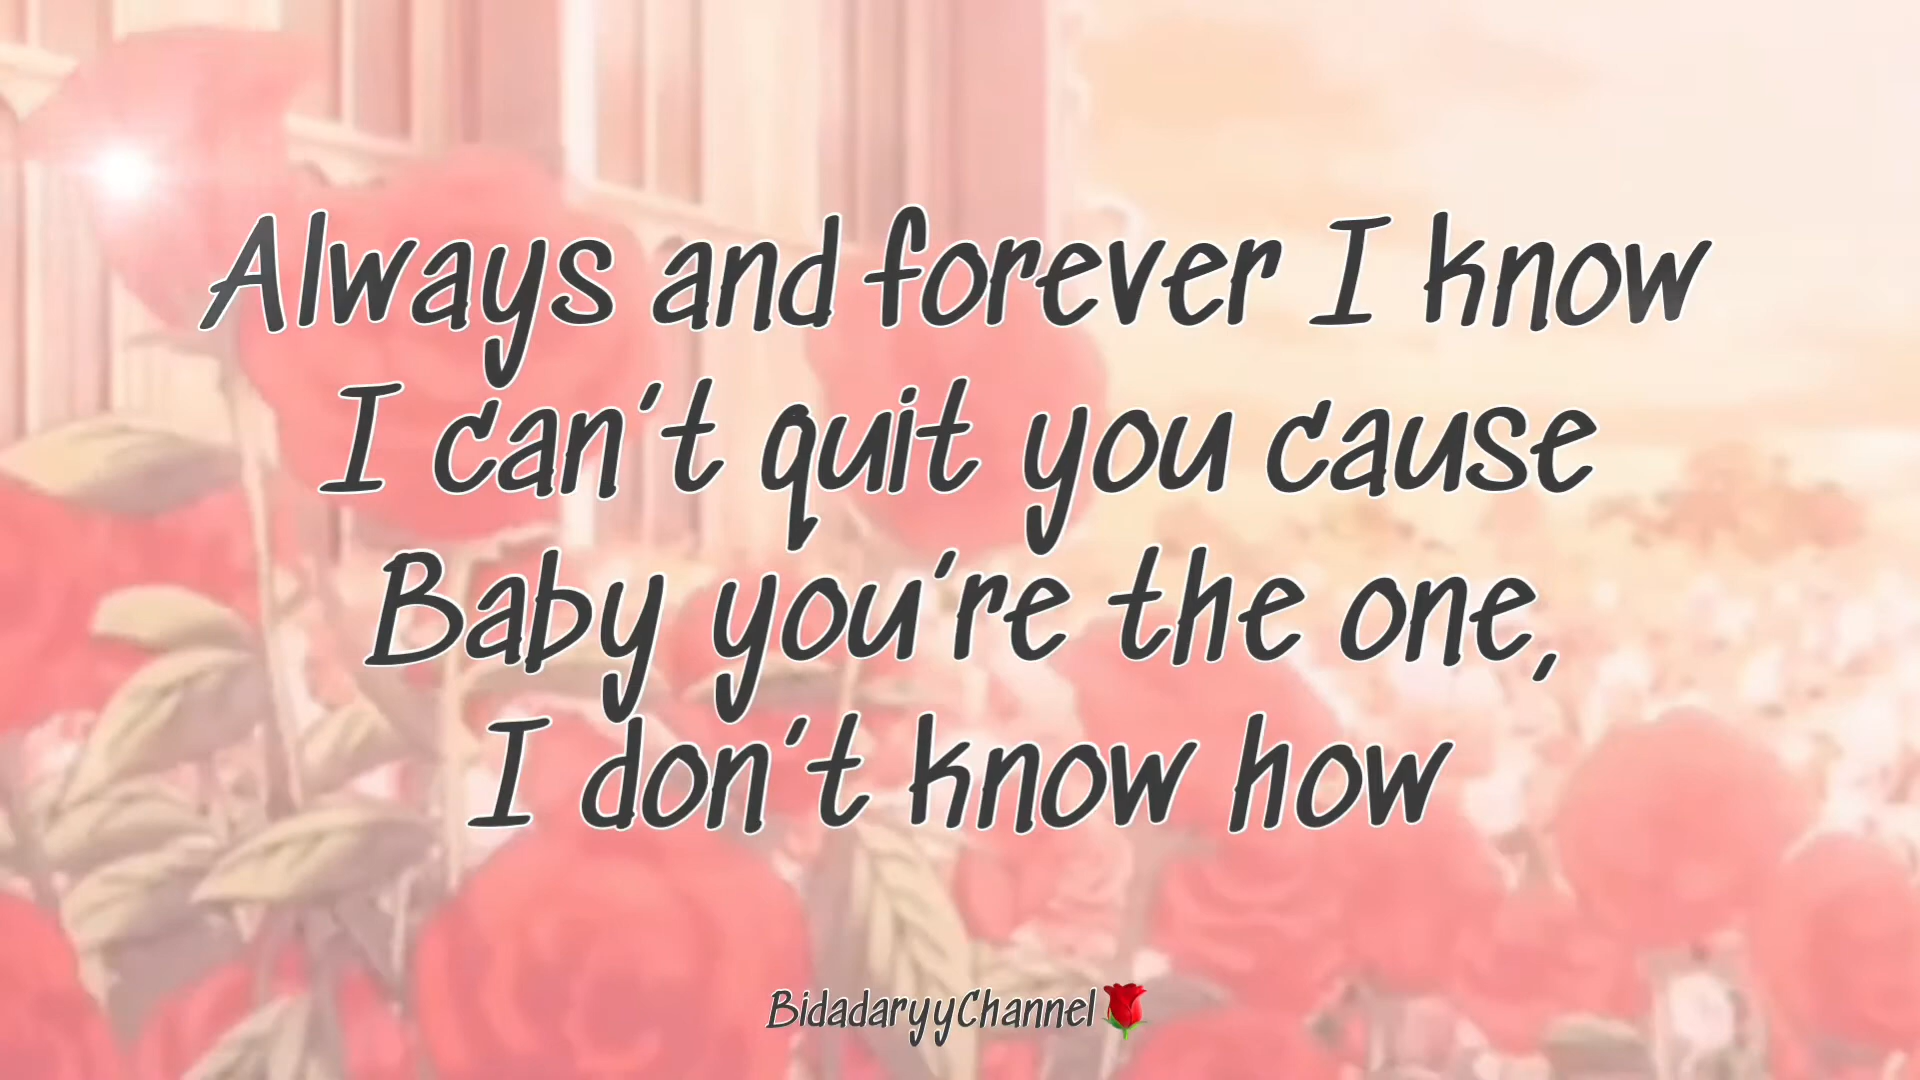 Always and forever I know
I can't quit you cause
Baby you're the one,
I don't know how
BidadaryyChannel🌹